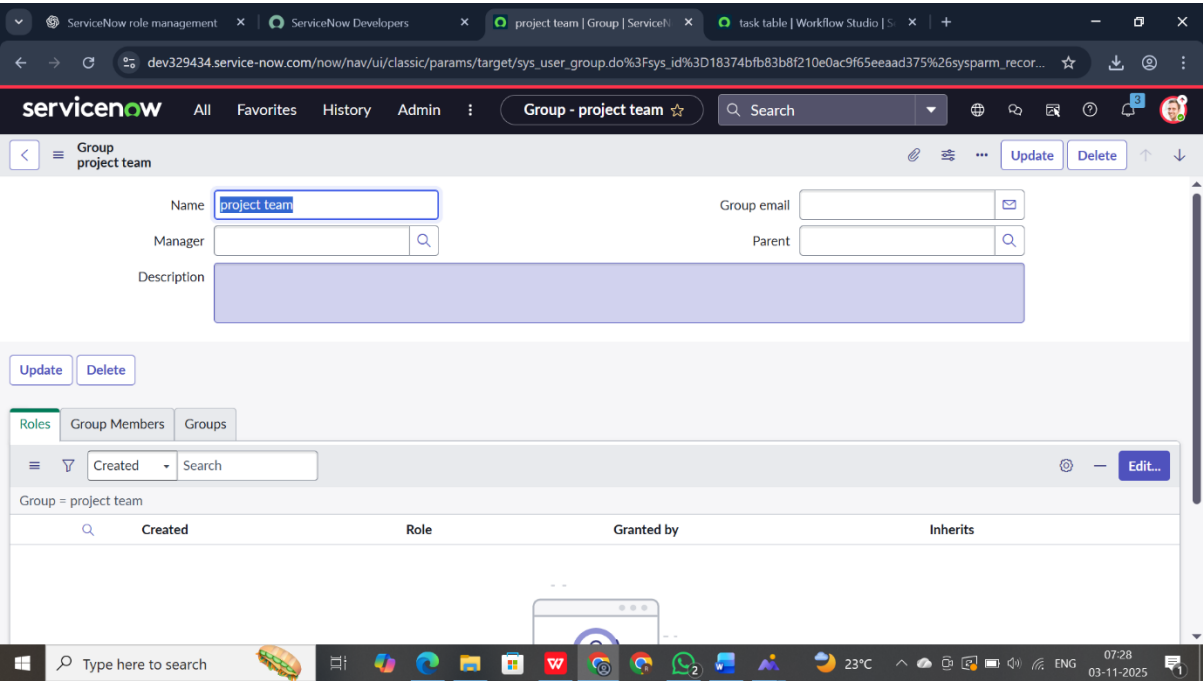 ServiceNow role management
ServiceNow Developers
project team | Group | ServiceN
task table | Workflow Studio | S
dev329434.service-now.com/now/nav/ui/classic/params/target/sys_user_group.do%3Fsys_id%3D18374bfb83b8f210e0ac9f65eeaad375%26sysparm_recor...
servicenow All Favorites History Admin Group - project team Search 3
Group
project team
Update Delete
Name project team Group email
Manager Parent
Description
Update Delete
Roles Group Members Groups
Created Search Edit...
Group = project team
Created Role Granted by Inherits
Type here to search 2 23°C ENG 07:28
03-11-2025 1